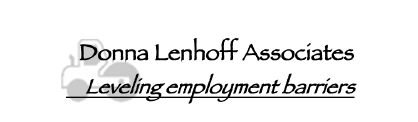 Donna Lenhoff Associates
Leveling employment barriers